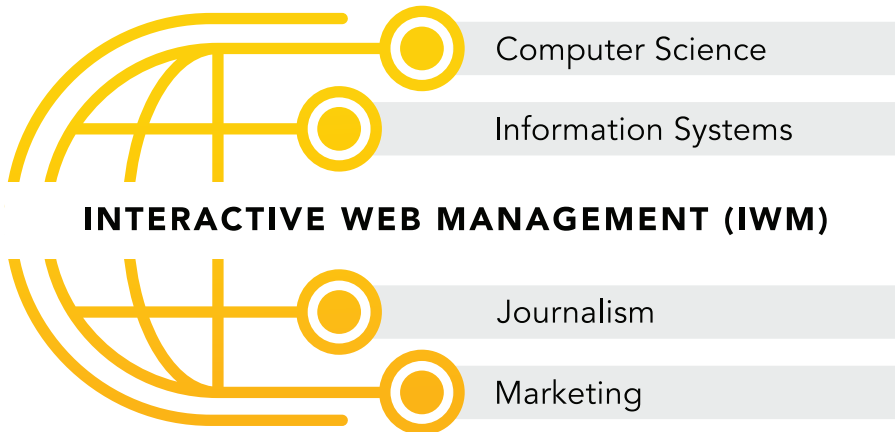 Computer Science
Information Systems
INTERACTIVE WEB MANAGEMENT (IWM)
Journalism
Marketing